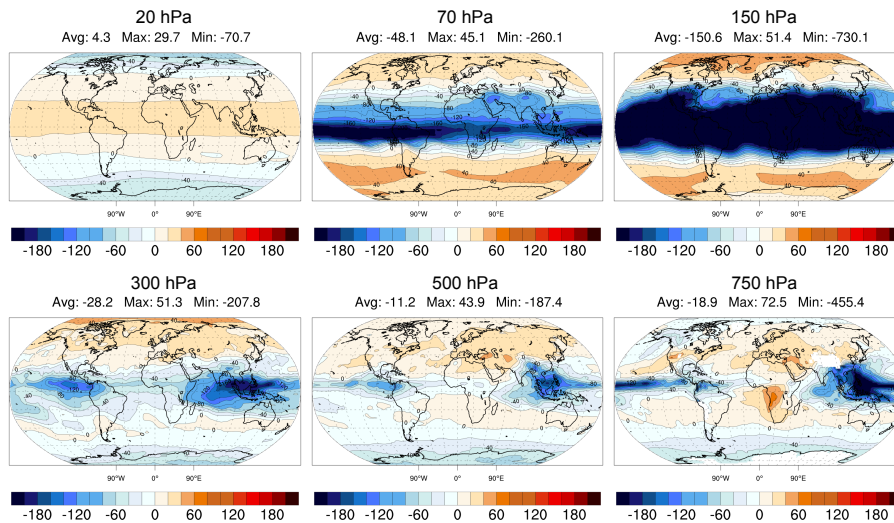 20 hPa
Avg: 4.3 Max: 29.7 Min: -70.7
70 hPa
Avg: -48.1 Max: 45.1 Min: -260.1
150 hPa
Avg: -150.6 Max: 51.4 Min: -730.1
90°W 0° 90°E
90°W 0° 90°E
90°W 0° 90°E
-180 -120 -60 0 60 120 180
-180 -120 -60 0 60 120 180
-180 -120 -60 0 60 120 180
300 hPa
Avg: -28.2 Max: 51.3 Min: -207.8
500 hPa
Avg: -11.2 Max: 43.9 Min: -187.4
750 hPa
Avg: -18.9 Max: 72.5 Min: -455.4
90°W 0° 90°E
90°W 0° 90°E
90°W 0° 90°E
-180 -120 -60 0 60 120 180
-180 -120 -60 0 60 120 180
-180 -120 -60 0 60 120 180